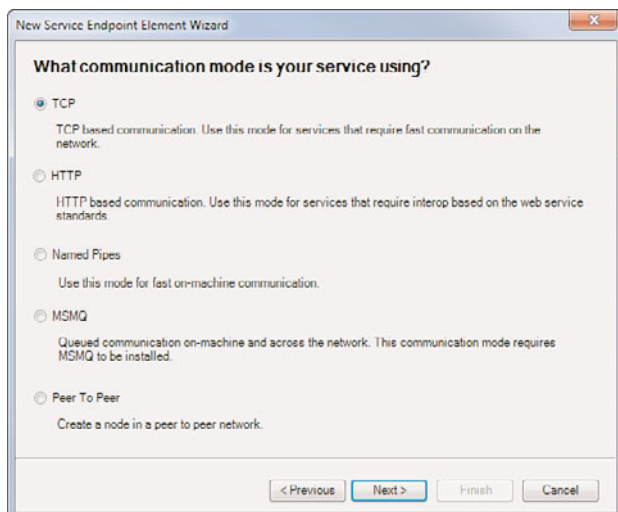 New Service Endpoint Element Wizard
What communication mode is your service using?
TCP
TCP based communication. Use this mode for services that require fast communication on the
network.
HTTP
HTTP based communication. Use this mode for services that require interop based on the web service
standards.
Named Pipes
Use this mode for fast on-machine communication.
MSMQ
Queued communication on-machine and across the network. This communication mode requires
MSMQ to be installed.
Peer To Peer
Create a node in a peer to peer network.
< Previous Next > Finish Cancel